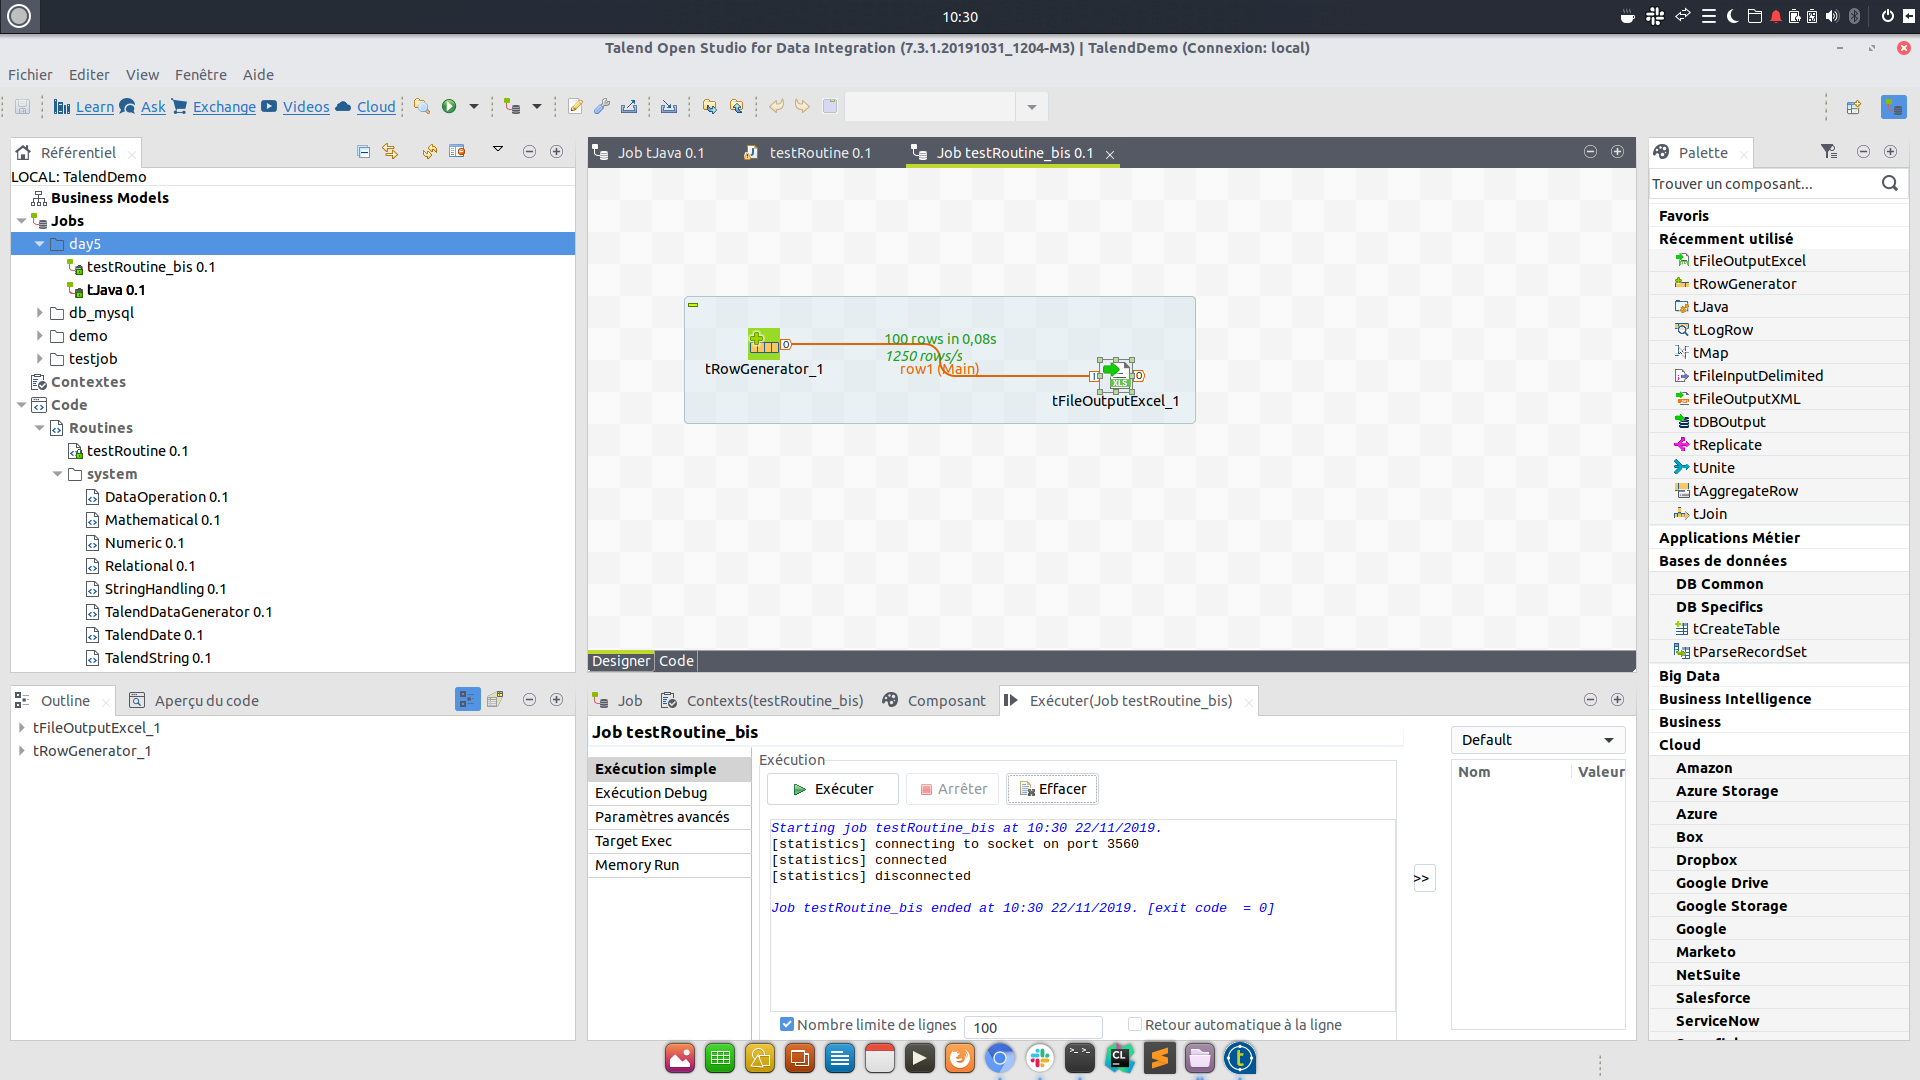 10:30
Talend Open Studio for Data Integration (7.3.1.20191031_1204-M3) | TalendDemo (Connexion: local)
Fichier Editer View Fenêtre Aide
Learn Ask Exchange Videos Cloud
Référentiel
LOCAL: TalendDemo
Business Models
Jobs
day5
testRoutine_bis 0.1
tJava 0.1
db_mysql
demo
testjob
Contextes
Code
Routines
testRoutine 0.1
system
DataOperation 0.1
Mathematical 0.1
Numeric 0.1
Relational 0.1
StringHandling 0.1
TalendDataGenerator 0.1
TalendDate 0.1
TalendString 0.1
Job tJava 0.1 testRoutine 0.1 Job testRoutine_bis 0.1
100 rows in 0,08s
1250 rows/s
row1 (Main)
O
tRowGenerator_1
I
XLS
O
tFileOutputExcel_1
Designer Code
Palette
Trouver un composant...
Favoris
Récemment utilisé
tFileOutputExcel
tRowGenerator
tJava
tLogRow
tMap
tFileInputDelimited
tFileOutputXML
tDBOutput
tReplicate
tUnite
tAggregateRow
tJoin
Applications Métier
Bases de données
DB Common
DB Specifics
tCreateTable
tParseRecordSet
Big Data
Business Intelligence
Business
Cloud
Amazon
Azure Storage
Azure
Box
Dropbox
Google Drive
Google Storage
Google
Marketo
NetSuite
Salesforce
ServiceNow
Outline Aperçu du code
tFileOutputExcel_1
tRowGenerator_1
Job Contexts(testRoutine_bis) Composant Exécuter(Job testRoutine_bis)
Job testRoutine_bis
Exécution simple
Exécution Debug
Paramètres avancés
Target Exec
Memory Run
Exécution
Exécuter Arrêter Effacer
Starting job testRoutine_bis at 10:30 22/11/2019.
[statistics] connecting to socket on port 3560
[statistics] connected
[statistics] disconnected
Job testRoutine_bis ended at 10:30 22/11/2019. [exit code  = 0]
Nombre limite de lignes 100 Retour automatique à la ligne
>>
Default
Nom Valeur
CL